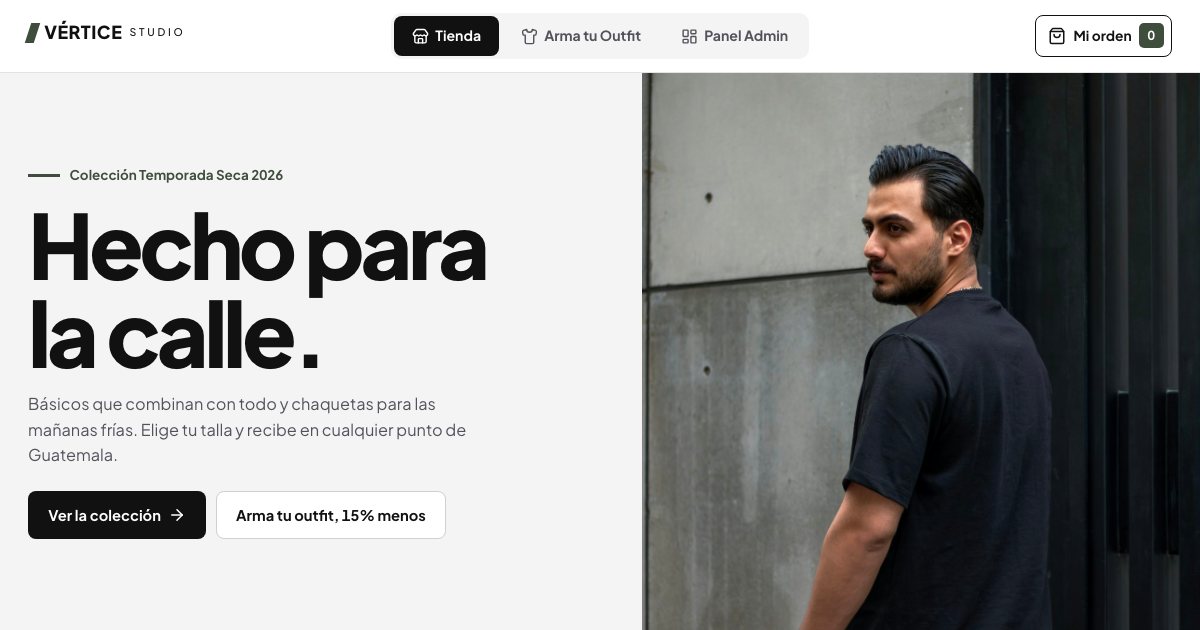 VÉRTICE STUDIO
Tienda
Arma tu Outfit
Panel Admin
Mi orden 0
Colección Temporada Seca 2026
Hecho para
la calle.
Básicos que combinan con todo y chaquetas para las
mañanas frías. Elige tu talla y recibe en cualquier punto de
Guatemala.
Ver la colección
Arma tu outfit, 15% menos